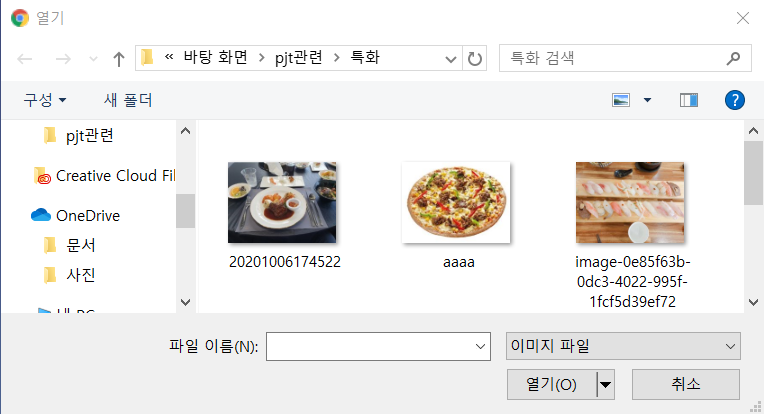 열기
« 바탕 화면 > pjt관련 > 특화
특화 검색
구성
새 폴더
?
pjt관련
Creative Cloud Fil
OneDrive
문서
사진
20201006174522
aaaa
image-0e85f63b-
0dc3-4022-995f-
1fcf5d39ef72
파일 이름(N):
이미지 파일
열기(O)
취소